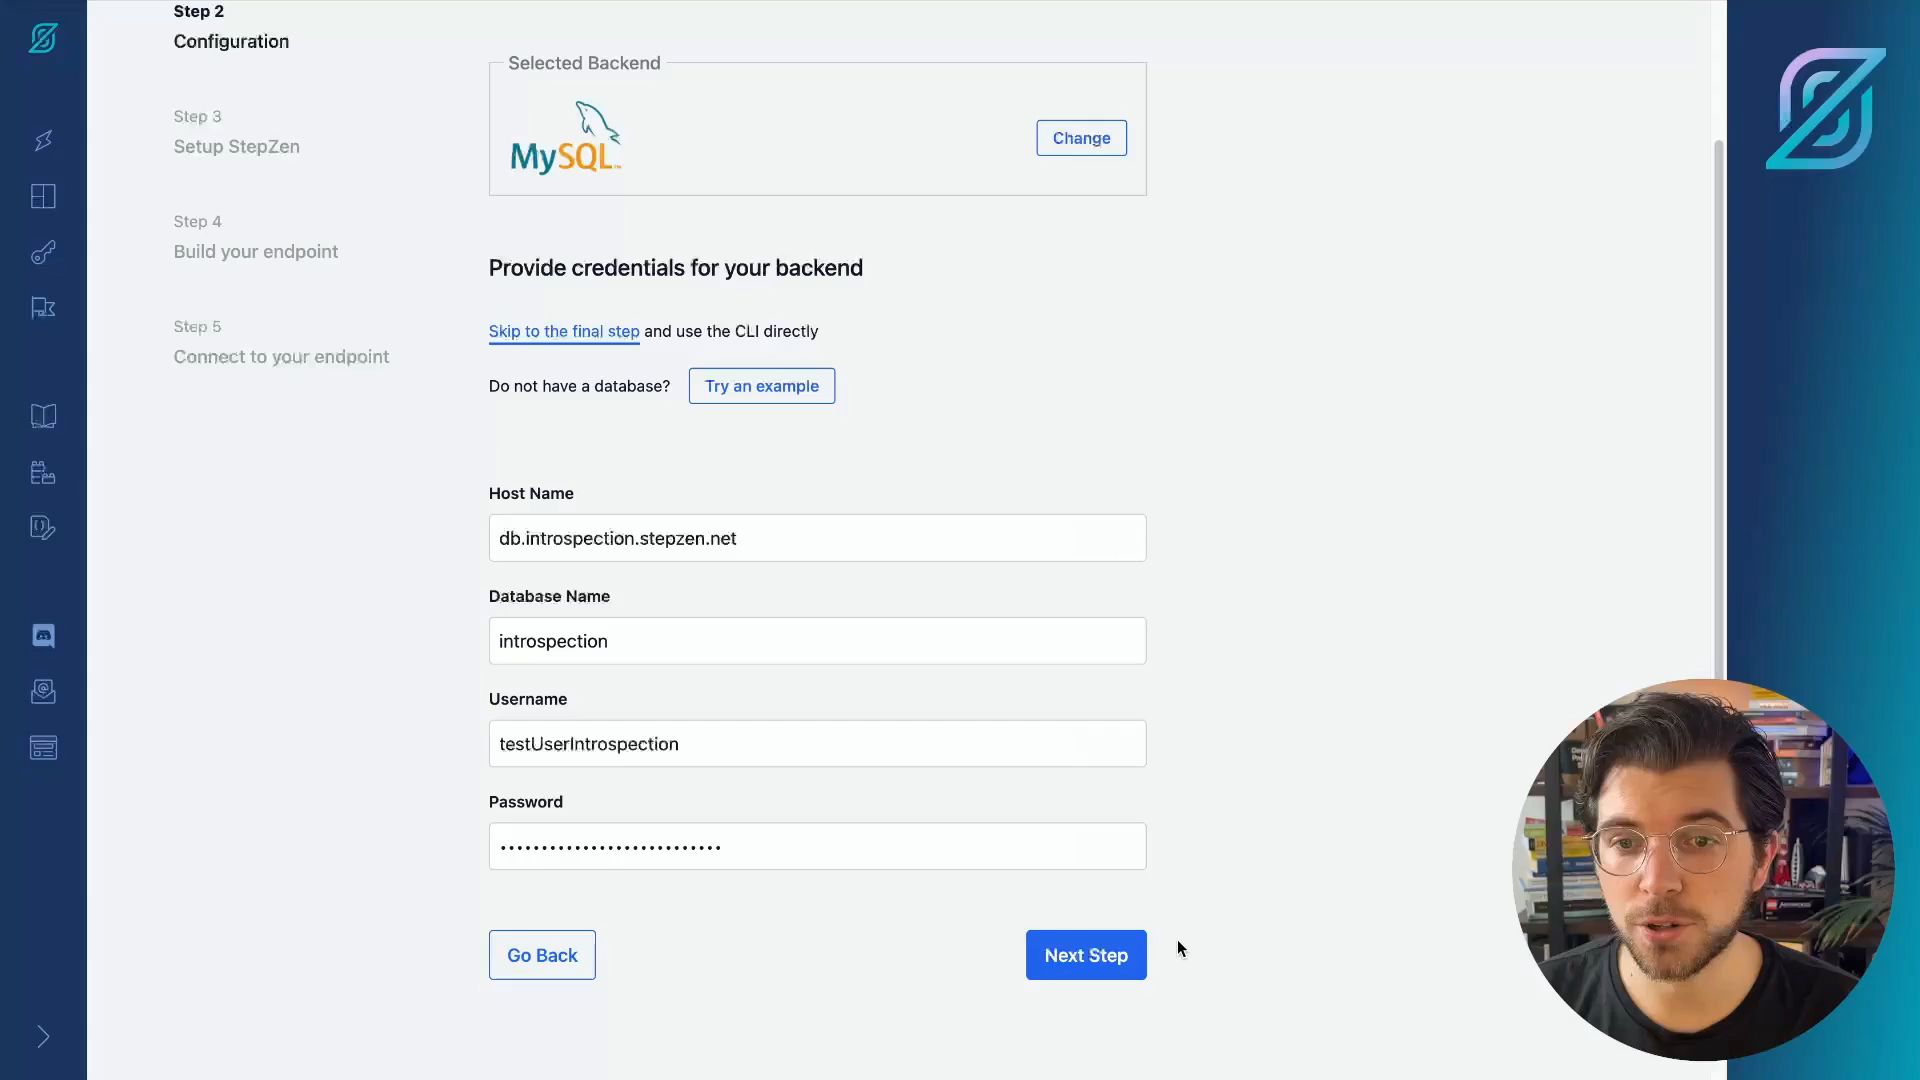 Step 2
Configuration
Step 3
Setup StepZen
Step 4
Build your endpoint
Step 5
Connect to your endpoint
Selected Backend
MySQL™
Change
Provide credentials for your backend
Skip to the final step and use the CLI directly
Do not have a database? Try an example
Host Name
db.introspection.stepzen.net
Database Name
introspection
Username
testUserIntrospection
Password
••••••••••••••••••••••••••••
Go Back
Next Step